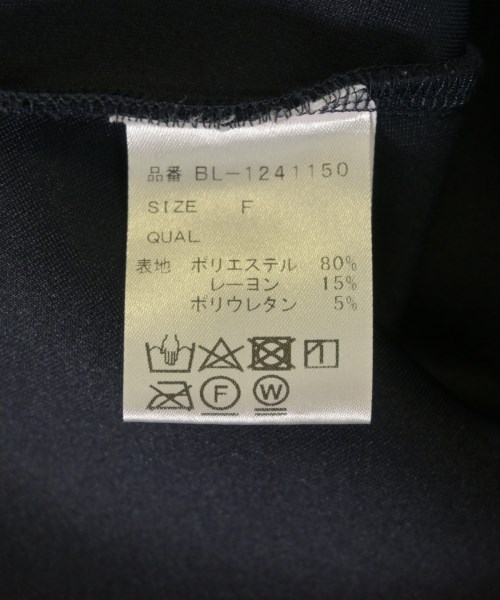 品番 BL-1241150
SIZE F
QUAL
表地 ポリエステル 80%
レーヨン 15%
ポリウレタン 5%
F W